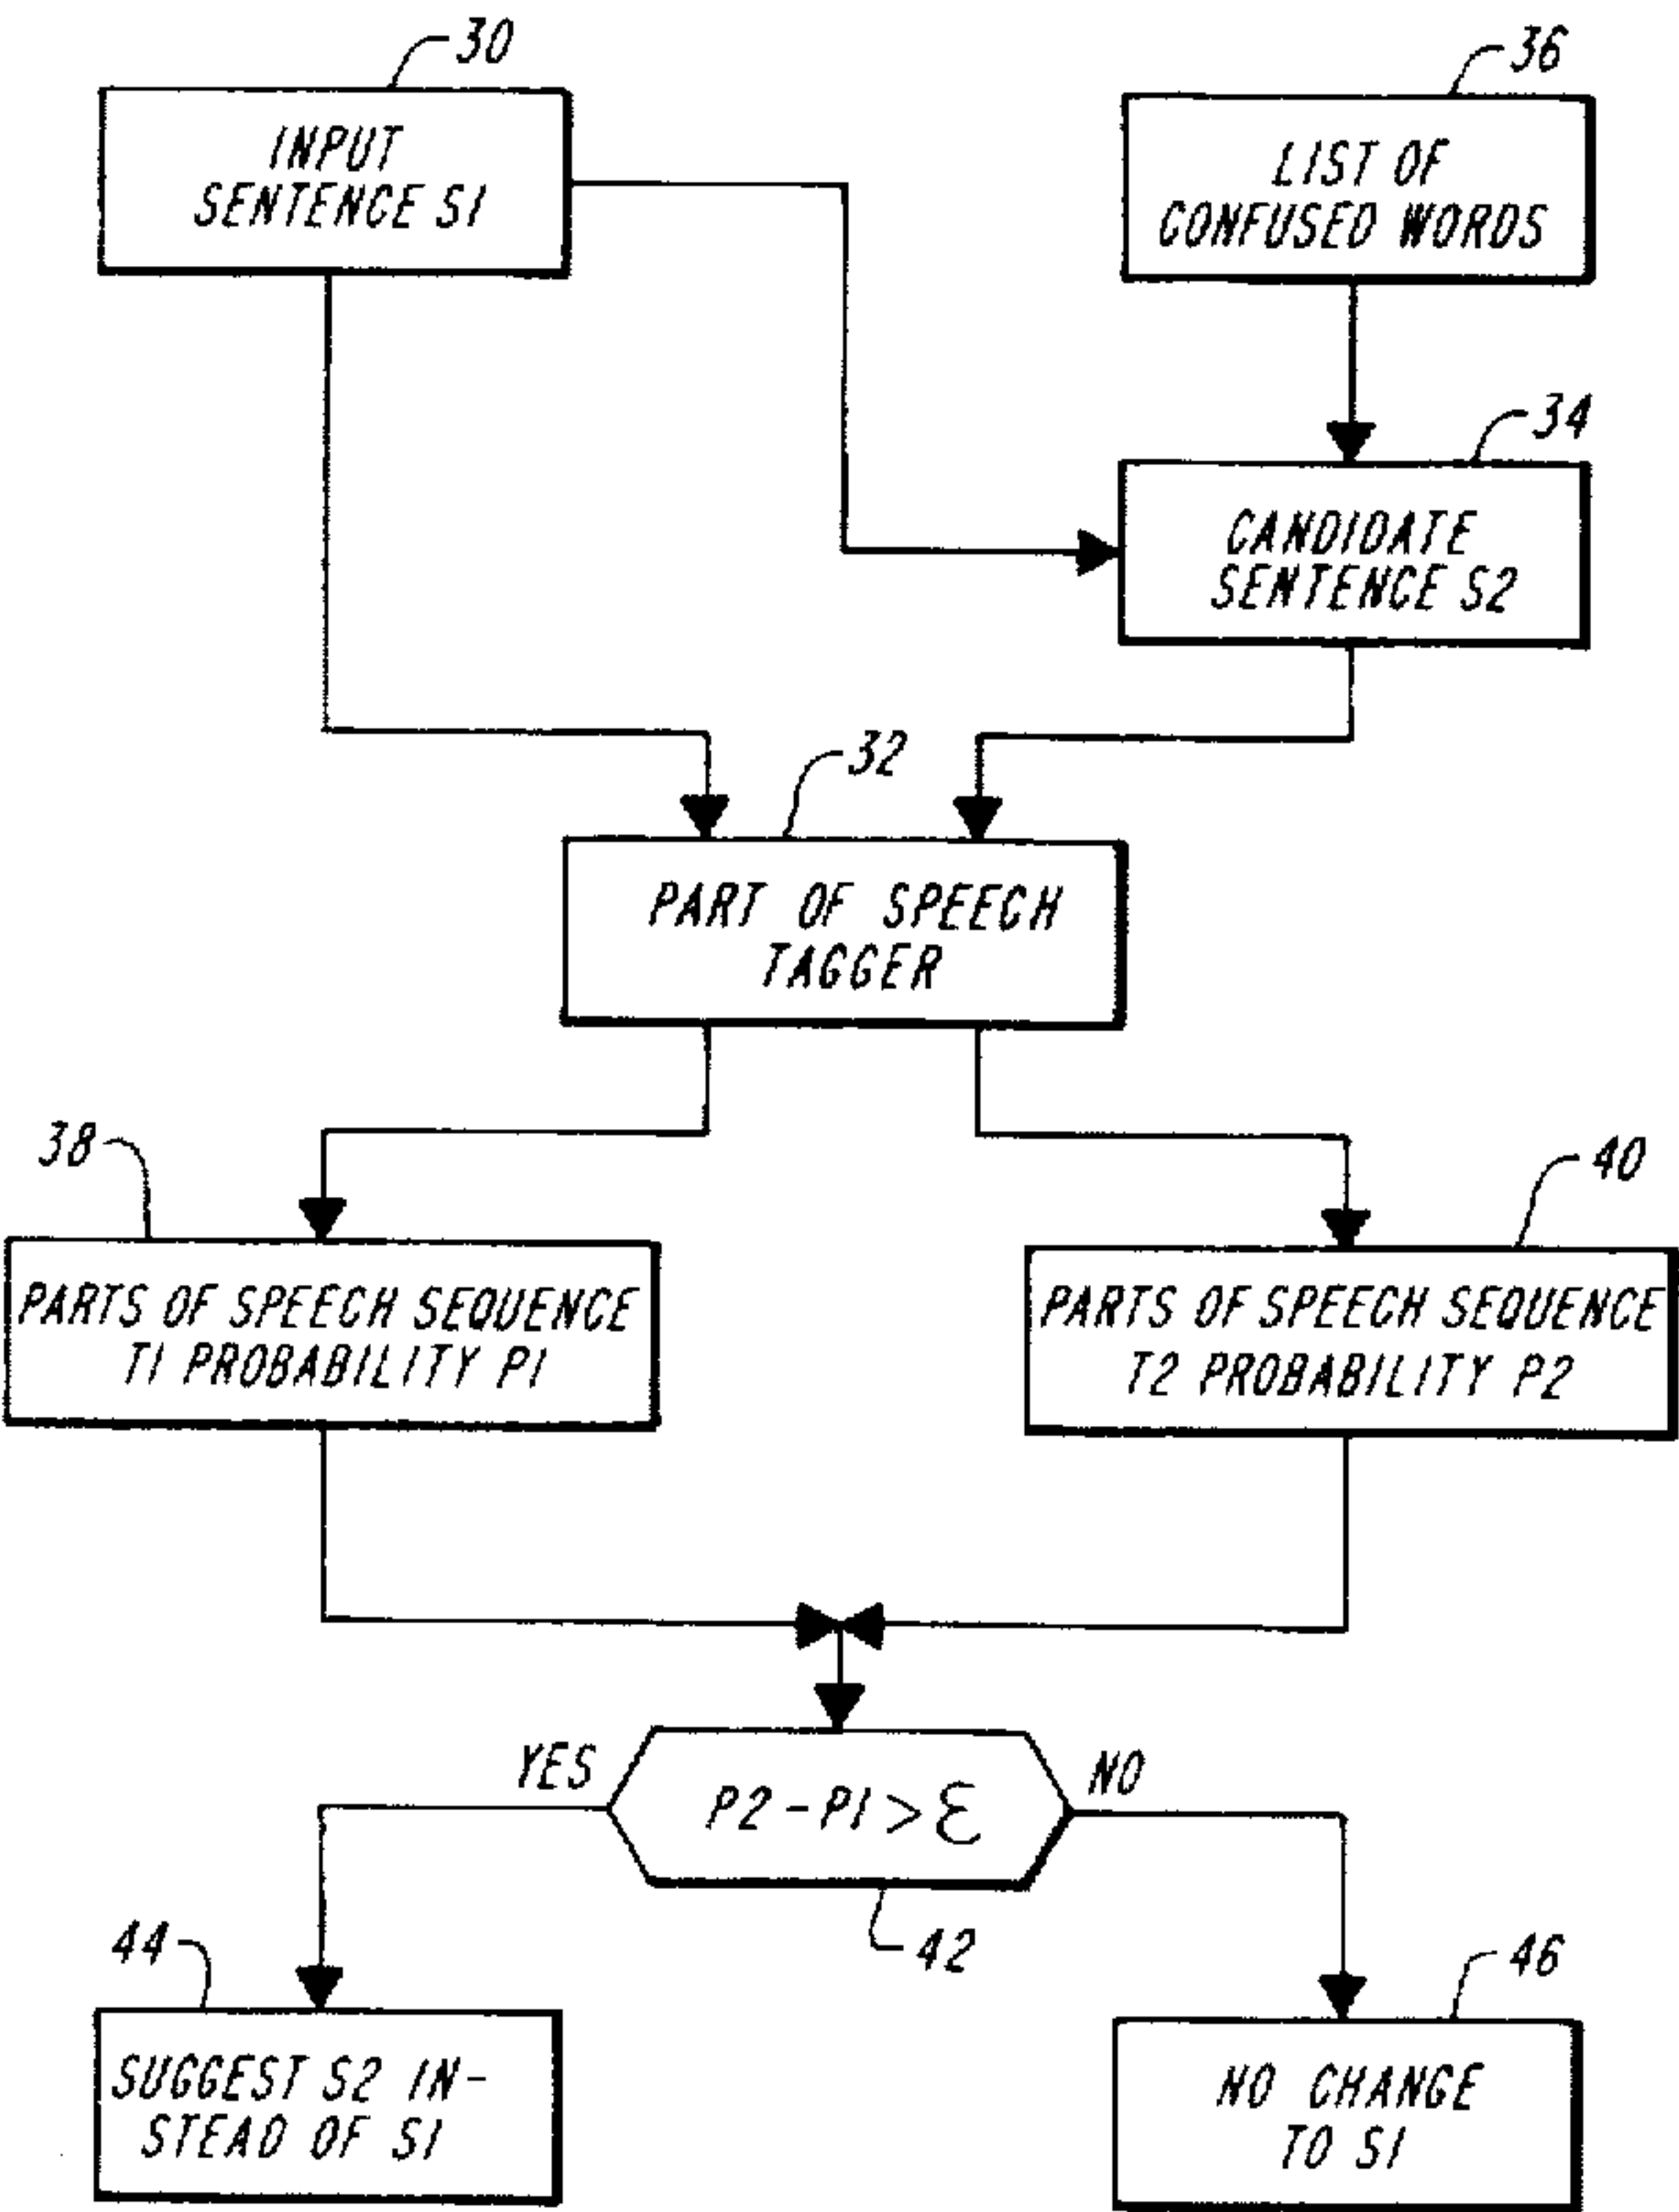 30
INPUT
SENTENCE S1
36
LIST OF
CONFUSED WORDS
34
CANDIDATE
SENTENCE S2
32
PART OF SPEECH
TAGGER
38
PARTS OF SPEECH SEQUENCE
T1 PROBABILITY P1
40
PARTS OF SPEECH SEQUENCE
T2 PROBABILITY P2
YES
P2-P1>Ɛ
NO
42
44
SUGGEST S2 IN-
STEAD OF S1
46
NO CHANGE
TO S1